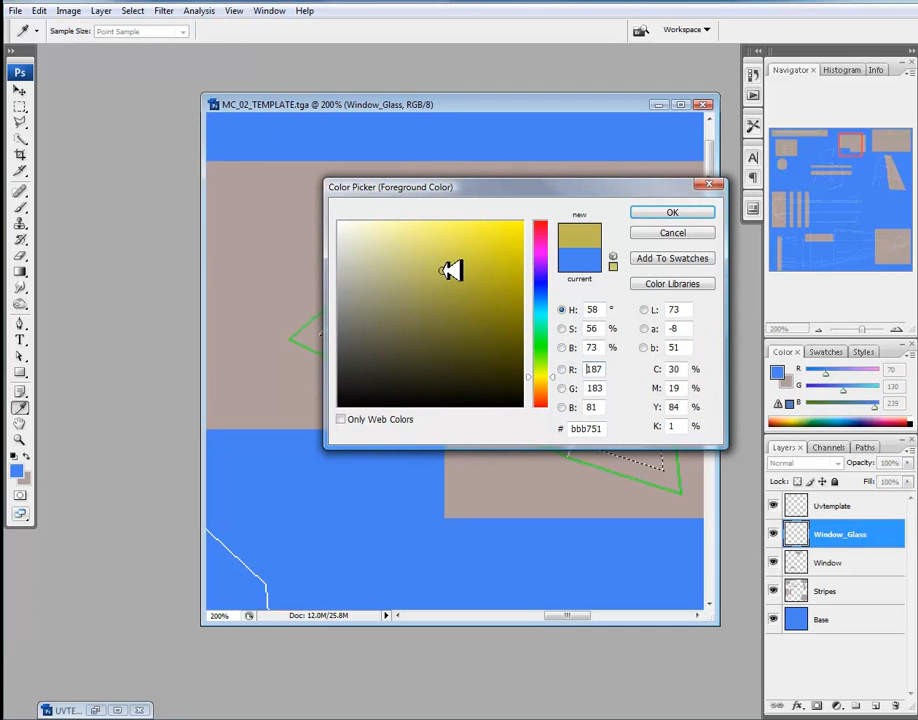 File Edit Image Layer Select Filter Analysis View Window Help
Sample Size: Point Sample Workspace
Ps
Navigator Histogram Info
MC_02_TEMPLATE.tga @ 200% (Window_Glass, RGB/8)
Color Picker (Foreground Color)
new
current
OK
Cancel
Add To Swatches
Color Libraries
H: 58 ° L: 73
S: 56 % a: -8
B: 73 % b: 51
R: 187 C: 30 %
G: 183 M: 19 %
B: 81 Y: 84 %
# bbb751 K: 1 %
Only Web Colors
200%
Color Swatches Styles
R 70
G 130
B 239
Layers Channels Paths
Normal Opacity: 100%
Lock: Fill: 100%
Uvtemplate
Window_Glass
Window
Stripes
Base
200% Doc: 12.0M/25.8M
UVTE...